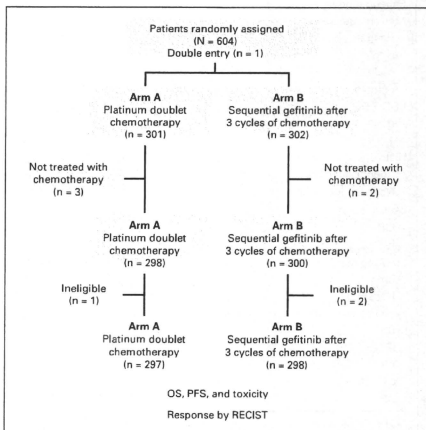 Patients randomly assigned
(N = 604)
Double entry (n = 1)
Arm A
Platinum doublet
chemotherapy
(n = 301)
Arm B
Sequential gefitinib after
3 cycles of chemotherapy
(n = 302)
Not treated with
chemotherapy
(n = 3)
Not treated with
chemotherapy
(n = 2)
Arm A
Platinum doublet
chemotherapy
(n = 298)
Arm B
Sequential gefitinib after
3 cycles of chemotherapy
(n = 300)
Ineligible
(n = 1)
Ineligible
(n = 2)
Arm A
Platinum doublet
chemotherapy
(n = 297)
Arm B
Sequential gefitinib after
3 cycles of chemotherapy
(n = 298)
OS, PFS, and toxicity
Response by RECIST